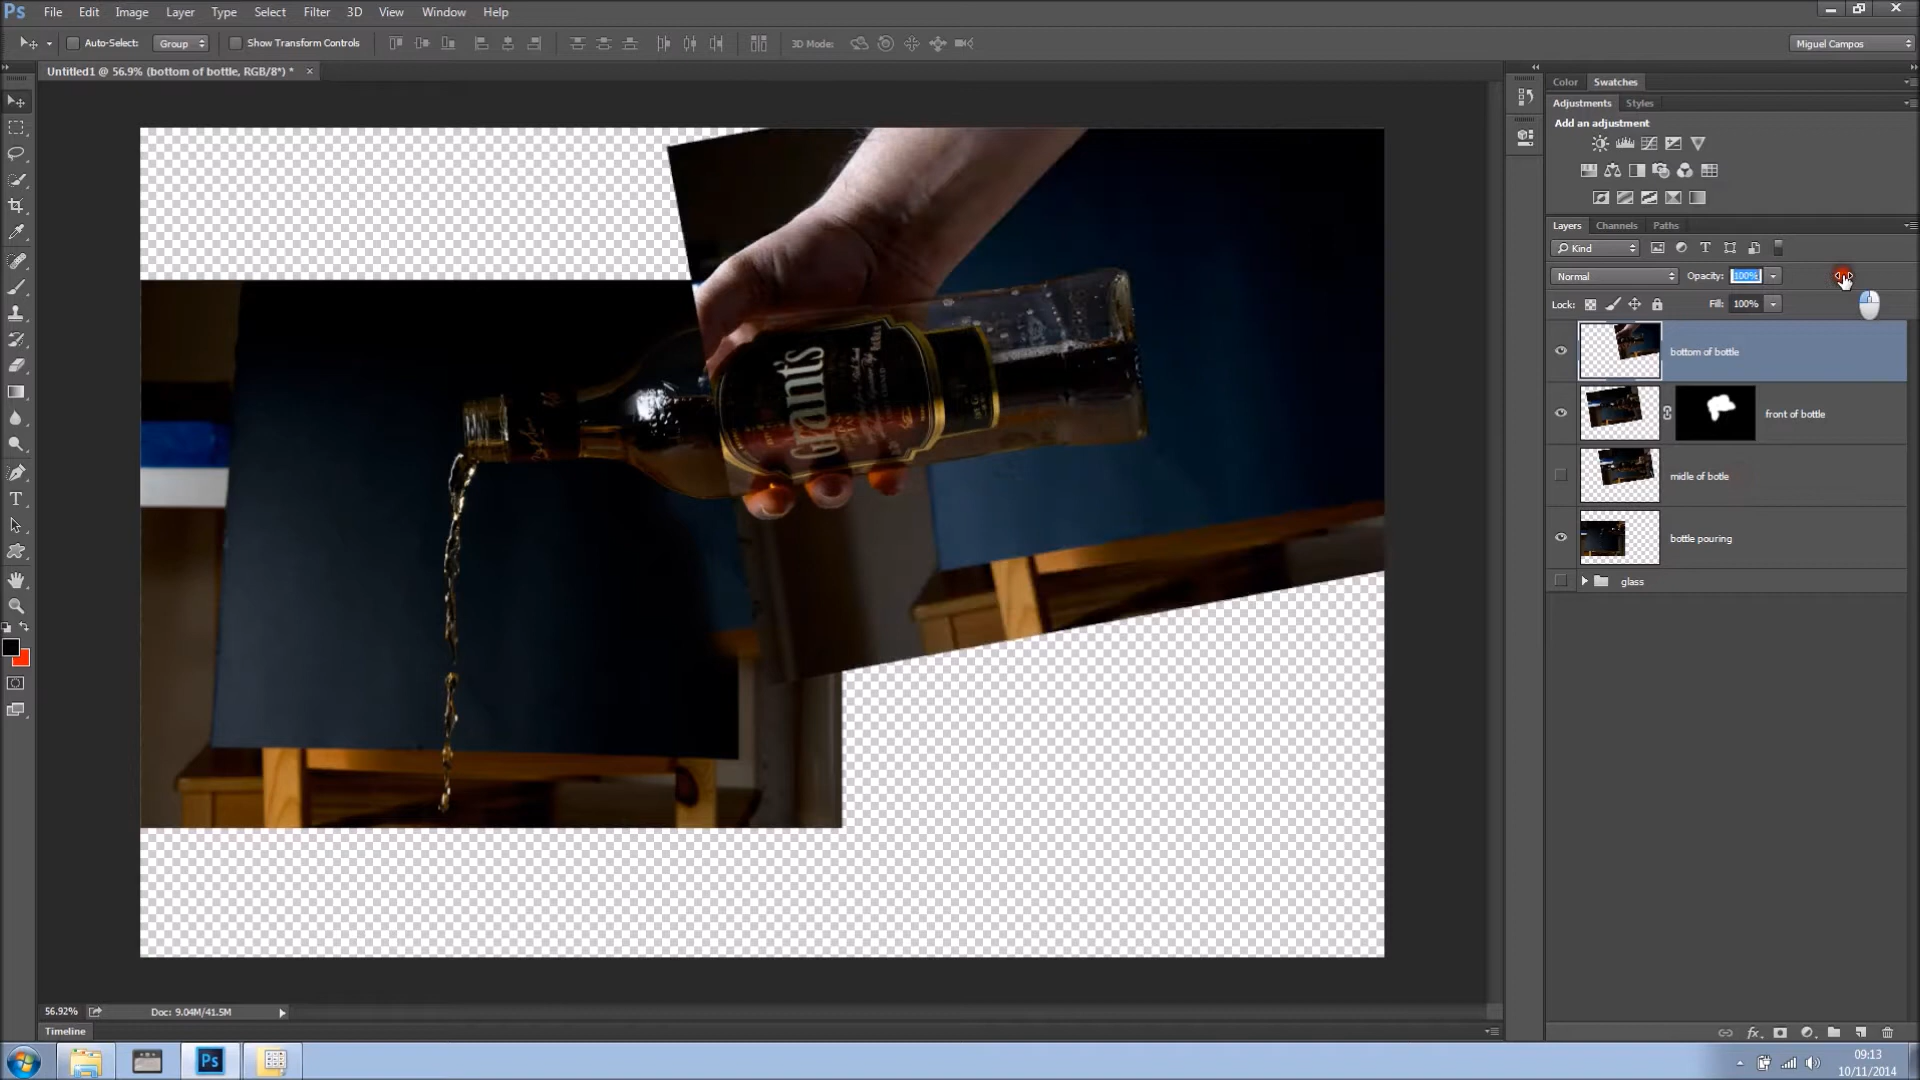 Ps File Edit Image Layer Type Select Filter 3D View Window Help
Auto-Select: Group Show Transform Controls 3D Mode: Miguel Campos
Untitled1 @ 56.9% (bottom of bottle, RGB/8*) * ×
Color Swatches
Adjustments Styles
Add an adjustment
Layers Channels Paths
Kind
Normal Opacity: 100%
Lock: Fill: 100%
bottom of bottle
front of bottle
midle of botle
bottle pouring
glass
Grant's
56.92% Doc: 9.04M/41.5M
Timeline
Ps
09:13
10/11/2014